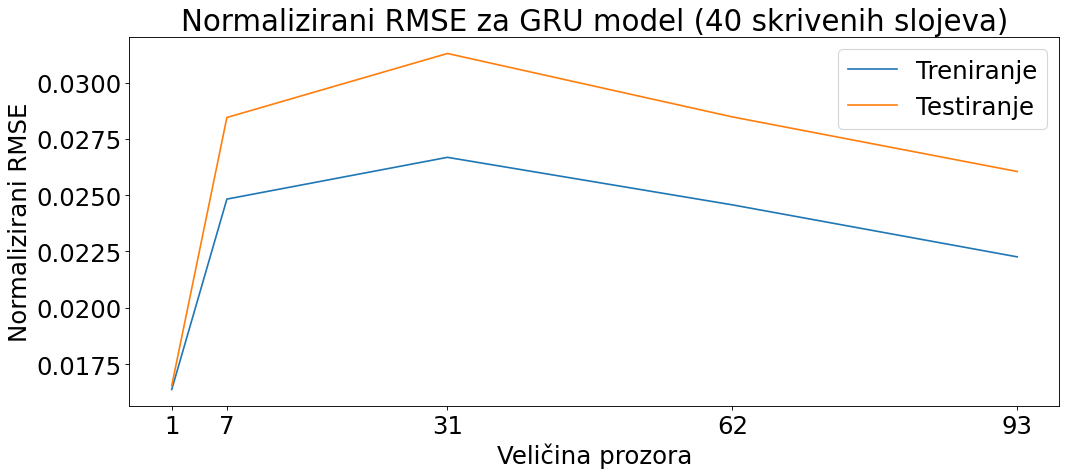 Normalizirani RMSE za GRU model (40 skrivenih slojeva)
Normalizirani RMSE
0.0300
0.0275
0.0250
0.0225
0.0200
0.0175
Treniranje
Testiranje
1 7 31 62 93
Veličina prozora